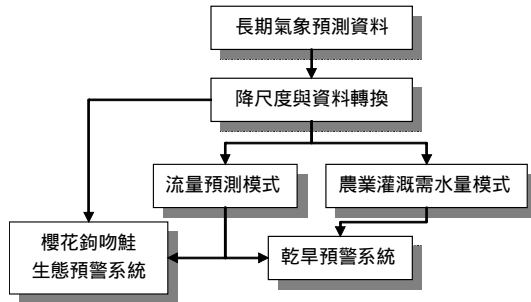 長期氣象預測資料
降尺度與資料轉換
流量預測模式
農業灌溉需水量模式
櫻花鉤吻鮭
生態預警系統
乾旱預警系統